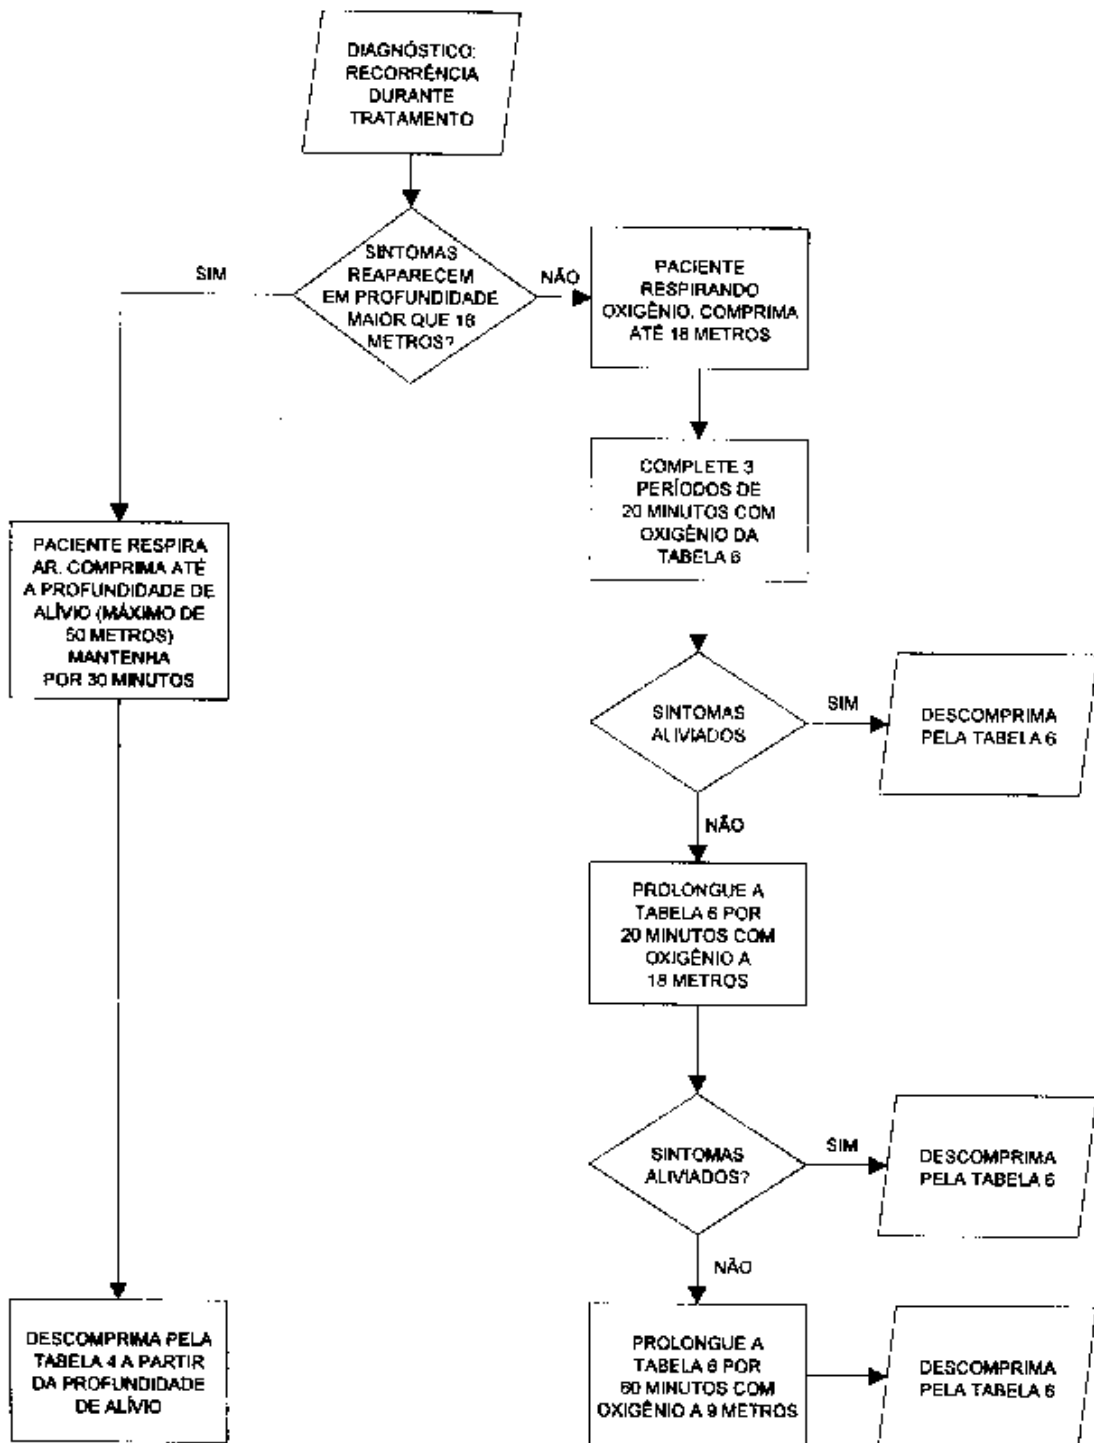 DIAGNÓSTICO:
RECORRÊNCIA
DURANTE
TRATAMENTO
SINTOMAS
REAPARECEM
EM PROFUNDIDADE
MAIOR QUE 18
METROS?
SIM
NÃO
PACIENTE
RESPIRANDO
OXIGÊNIO. COMPRIMA
ATÉ 18 METROS
COMPLETE 3
PERÍODOS DE
20 MINUTOS COM
OXIGÊNIO DA
TABELA 6
PACIENTE RESPIRA
AR. COMPRIMA ATÉ
A PROFUNDIDADE DE
ALÍVIO (MÁXIMO DE
50 METROS)
MANTENHA
POR 30 MINUTOS
SINTOMAS
ALIVIADOS
SIM
DESCOMPRIMA
PELA TABELA 6
NÃO
PROLONGUE A
TABELA 6 POR
20 MINUTOS COM
OXIGÊNIO A
18 METROS
SINTOMAS
ALIVIADOS?
SIM
DESCOMPRIMA
PELA TABELA 6
NÃO
DESCOMPRIMA PELA
TABELA 4 A PARTIR
DA PROFUNDIDADE
DE ALÍVIO
PROLONGUE A
TABELA 6 POR
60 MINUTOS COM
OXIGÊNIO A 9 METROS
DESCOMPRIMA
PELA TABELA 6